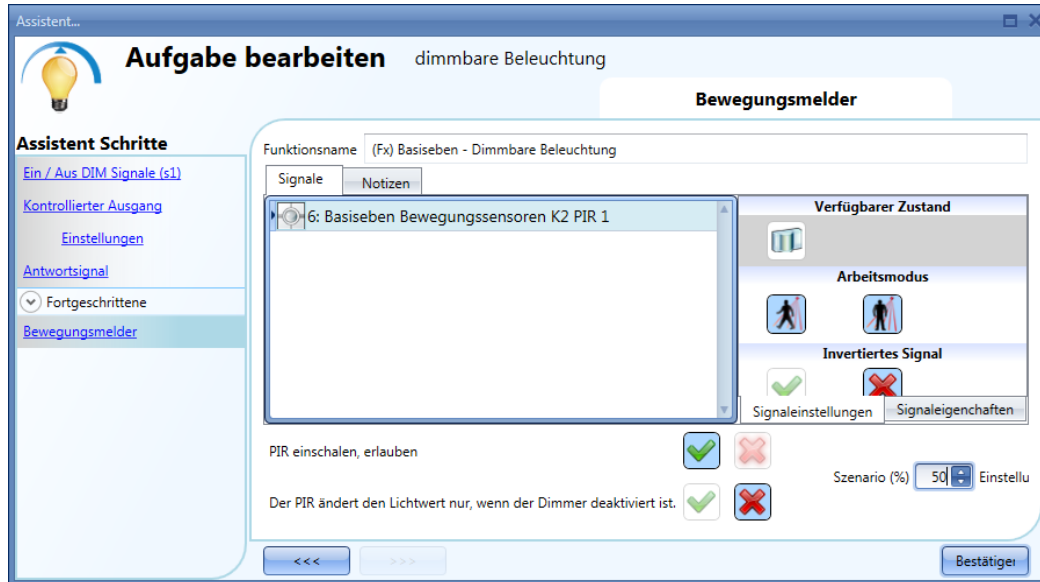 Assistent...
Aufgabe bearbeiten dimmbare Beleuchtung
Bewegungsmelder
Assistent Schritte
Ein / Aus DIM Signale (s1)
Kontrollierter Ausgang
Einstellungen
Antwortsignal
Fortgeschrittene
Bewegungsmelder
Funktionsname (Fx) Basiseben - Dimmbare Beleuchtung
Signale Notizen
6: Basiseben Bewegungssensoren K2 PIR 1
Verfügbarer Zustand
Arbeitsmodus
Invertiertes Signal
Signaleinstellungen Signaleigenchaften
PIR einschalen, erlauben
Szenario (%) 50 Einstellu
Der PIR ändert den Lichtwert nur, wenn der Dimmer deaktiviert ist.
<<< >>> Bestätiger